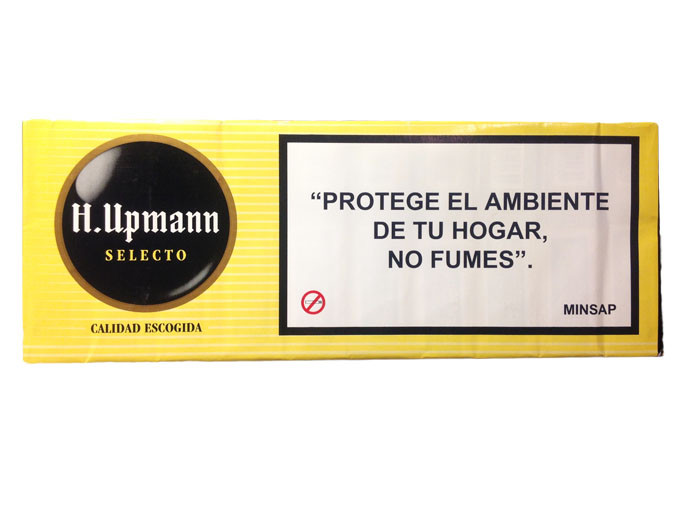 H.Upmann
SELECTO
CALIDAD ESCOGIDA
“PROTEGE EL AMBIENTE
DE TU HOGAR,
NO FUMES”.
MINSAP